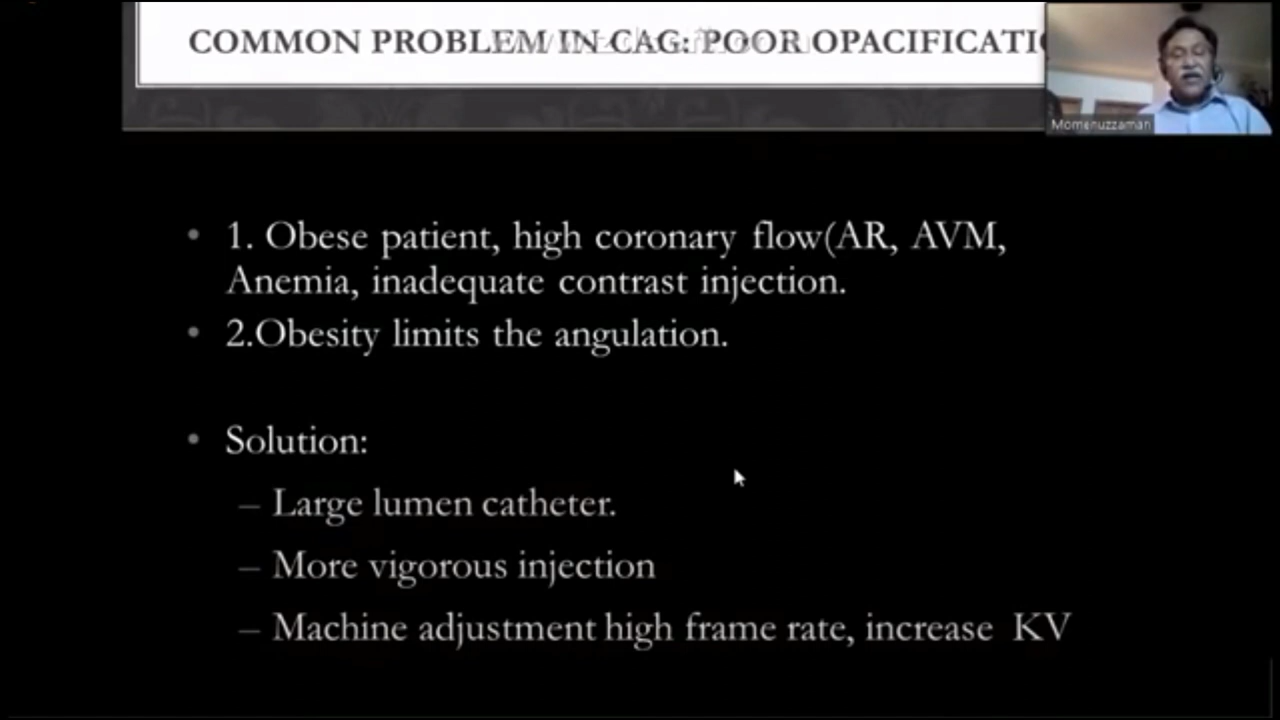 COMMON PROBLEM IN CAG: POOR OPACIFICATI
Momenuzzaman
• 1. Obese patient, high coronary flow(AR, AVM,
Anemia, inadequate contrast injection.
• 2.Obesity limits the angulation.
• Solution:
– Large lumen catheter.
– More vigorous injection
– Machine adjustment high frame rate, increase KV